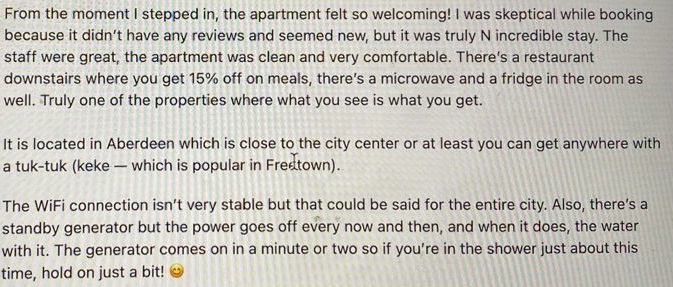 From the moment I stepped in, the apartment felt so welcoming! I was skeptical while booking
because it didn't have any reviews and seemed new, but it was truly N incredible stay. The
staff were great, the apartment was clean and very comfortable. There's a restaurant
downstairs where you get 15% off on meals, there's a microwave and a fridge in the room as
well. Truly one of the properties where what you see is what you get.
It is located in Aberdeen which is close to the city center or at least you can get anywhere with
a tuk-tuk (keke — which is popular in Freetown).
The WiFi connection isn't very stable but that could be said for the entire city. Also, there's a
standby generator but the power goes off every now and then, and when it does, the water
with it. The generator comes on in a minute or two so if you're in the shower just about this
time, hold on just a bit! 😊